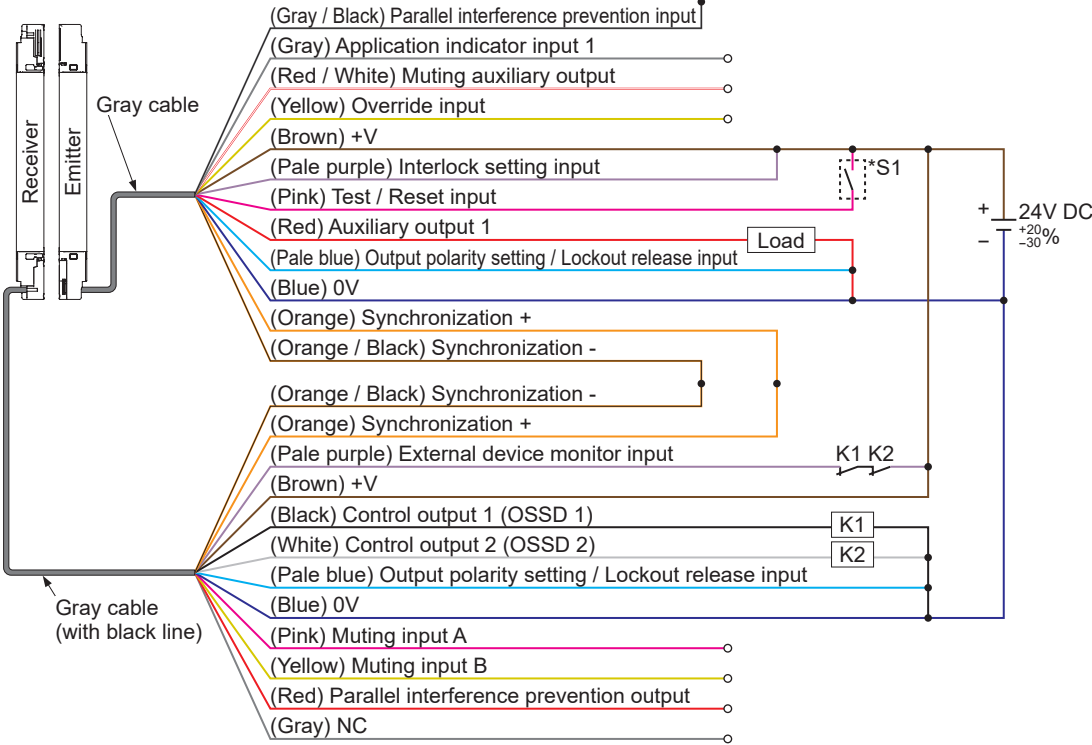 (Gray / Black) Parallel interference prevention input
(Gray) Application indicator input 1
(Red / White) Muting auxiliary output
(Yellow) Override input
(Brown) +V
(Pale purple) Interlock setting input
(Pink) Test / Reset input
(Red) Auxiliary output 1
(Pale blue) Output polarity setting / Lockout release input
(Blue) 0V
(Orange) Synchronization +
(Orange / Black) Synchronization -
Gray cable
Receiver
Emitter
*S1
Load
+
24V DC
+20
−30 %
−
(Orange / Black) Synchronization -
(Orange) Synchronization +
(Pale purple) External device monitor input
K1 K2
(Brown) +V
(Black) Control output 1 (OSSD 1)
K1
(White) Control output 2 (OSSD 2)
K2
(Pale blue) Output polarity setting / Lockout release input
(Blue) 0V
(Pink) Muting input A
(Yellow) Muting input B
(Red) Parallel interference prevention output
(Gray) NC
Gray cable
(with black line)